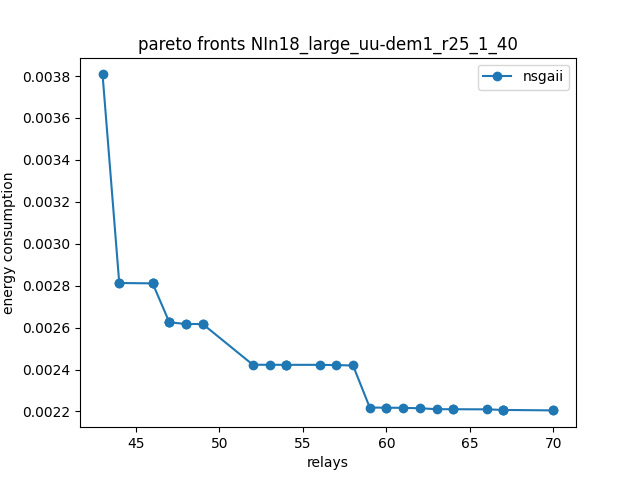 pareto fronts NIn18_large_uu-dem1_r25_1_40
nsgaii
energy consumption
0.0038
0.0036
0.0034
0.0032
0.0030
0.0028
0.0026
0.0024
0.0022
45 50 55 60 65 70
relays